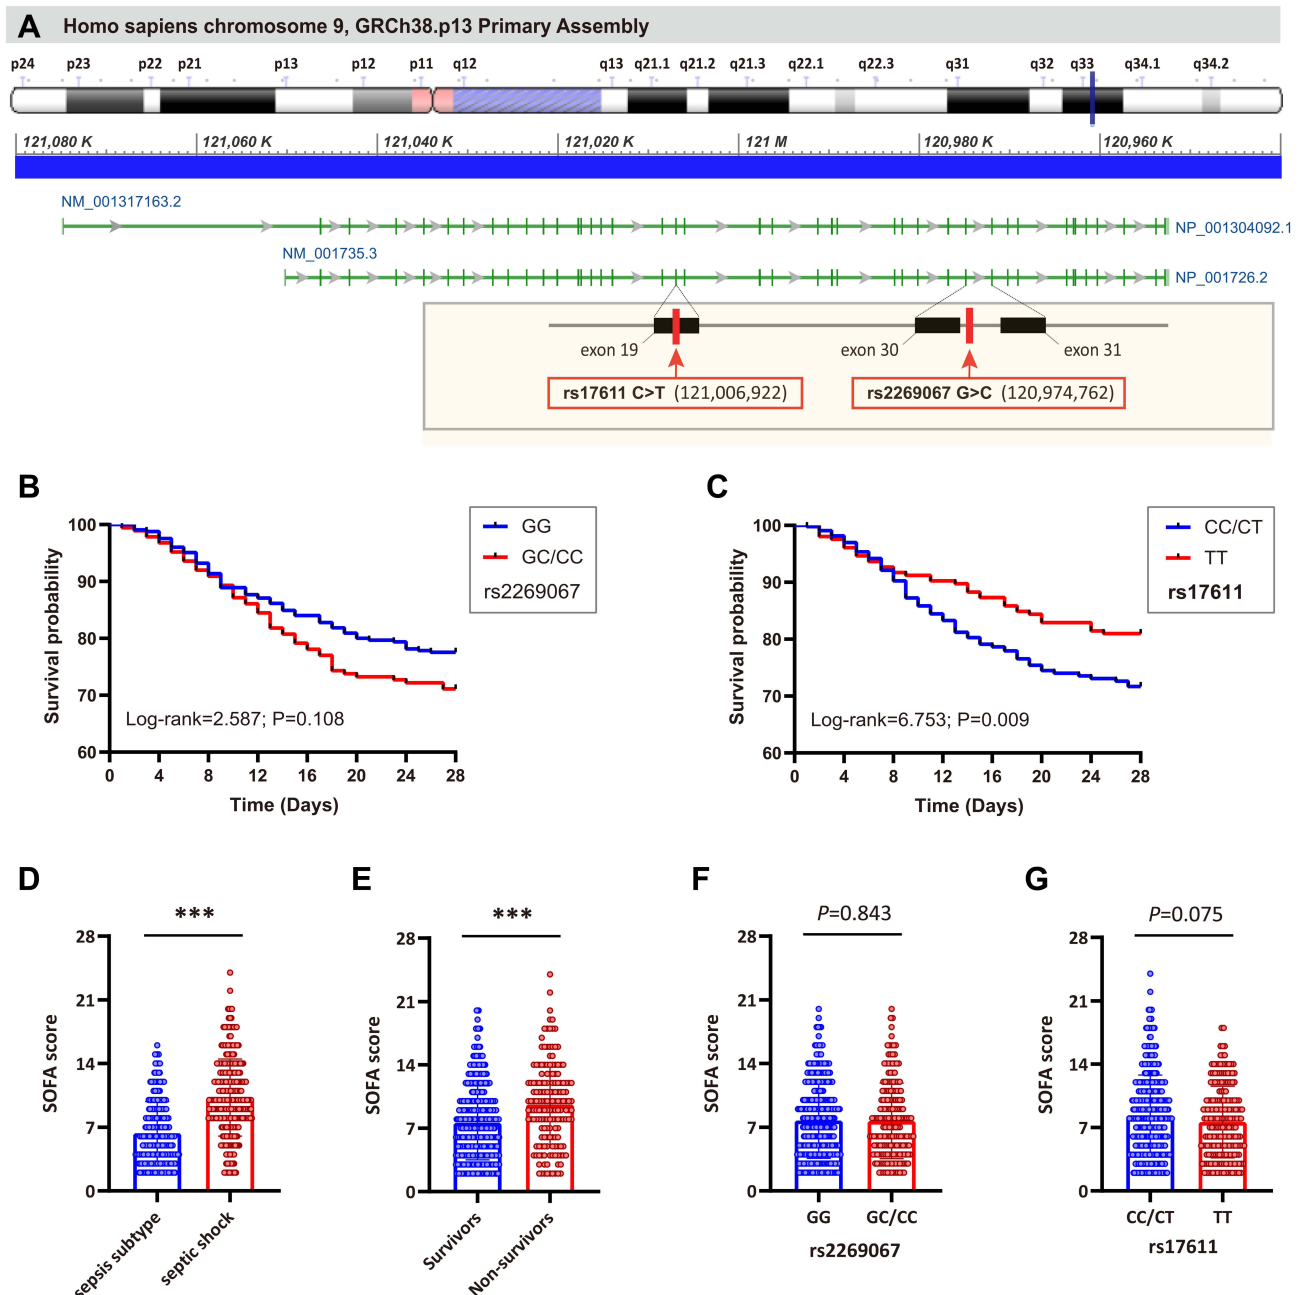 A Homo sapiens chromosome 9, GRCh38.p13 Primary Assembly
p24 p23 p22 p21 p13 p12 p11 q12 q13 q21.1 q21.2 q21.3 q22.1 q22.3 q31 q32 q33 q34.1 q34.2
121,080 K 121,060 K 121,040 K 121,020 K 121 M 120,980 K 120,960 K
NM_001317163.2
NP_001304092.1
NM_001735.3
NP_001726.2
exon 19 exon 30 exon 31
rs17611 C>T (121,006,922) rs2269067 G>C (120,974,762)
B
100
90
80
70
60
Survival probability
GG
GC/CC
rs2269067
Log-rank=2.587; P=0.108
0 4 8 12 16 20 24 28
Time (Days)
C
100
90
80
70
60
Survival probability
CC/CT
TT
rs17611
Log-rank=6.753; P=0.009
0 4 8 12 16 20 24 28
Time (Days)
D
***
28
21
14
7
0
SOFA score
sepsis subtype
septic shock
E
***
28
21
14
7
0
SOFA score
Survivors
Non-survivors
F
P=0.843
28
21
14
7
0
SOFA score
GG GC/CC
rs2269067
G
P=0.075
28
21
14
7
0
SOFA score
CC/CT TT
rs17611